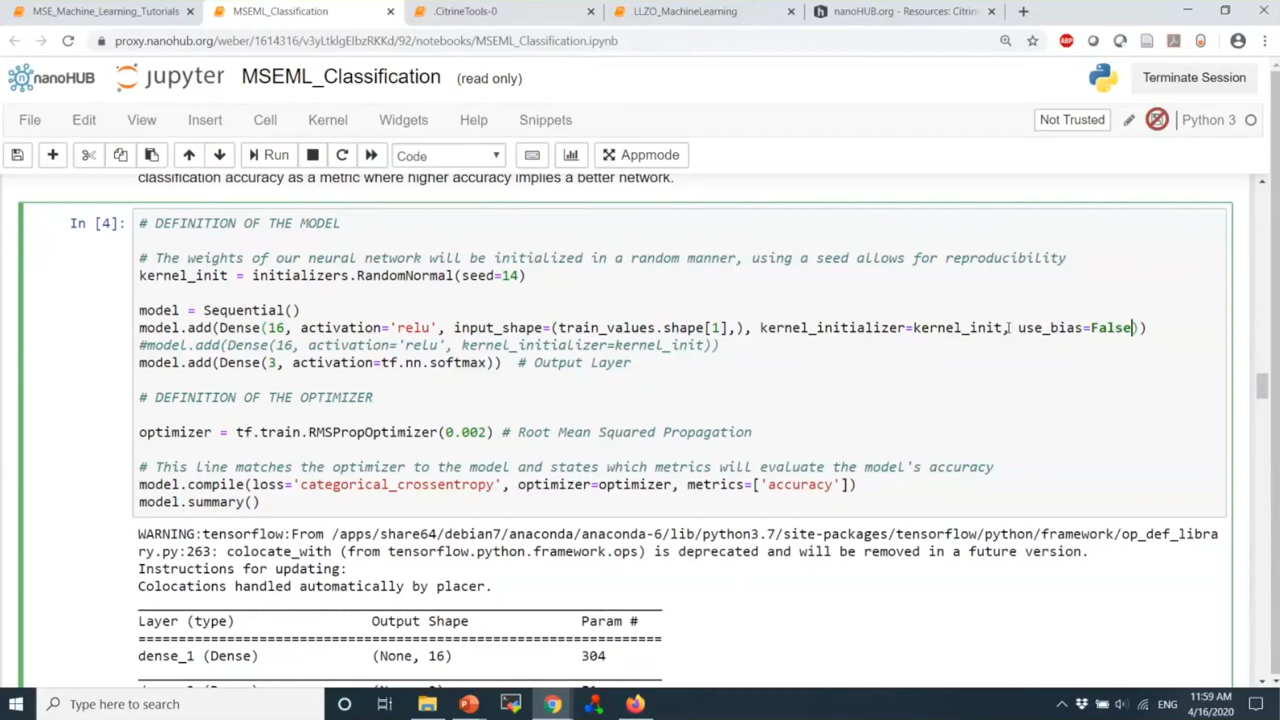 MSE_Machine_Learning_Tutorials
MSEML_Classification
.CitrineTools-0
LLZO_MachineLearning
nanoHUB.org - Resources: Citrin
proxy.nanohub.org/weber/1614316/v3yLtklgElbzRKKd/92/notebooks/MSEML_Classification.ipynb
ABP
nanoHUB
jupyter
MSEML_Classification (read only)
Terminate Session
File Edit View Insert Cell Kernel Widgets Help Snippets
Not Trusted
Python 3
Run
Code
Appmode
classification accuracy as a metric where higher accuracy implies a better network.
In [4]:
# DEFINITION OF THE MODEL
# The weights of our neural network will be initialized in a random manner, using a seed allows for reproducibility
kernel_init = initializers.RandomNormal(seed=14)
model = Sequential()
model.add(Dense(16, activation='relu', input_shape=(train_values.shape[1],), kernel_initializer=kernel_init, use_bias=False))
#model.add(Dense(16, activation='relu', kernel_initializer=kernel_init))
model.add(Dense(3, activation=tf.nn.softmax)) # Output Layer
# DEFINITION OF THE OPTIMIZER
optimizer = tf.train.RMSPropOptimizer(0.002) # Root Mean Squared Propagation
# This line matches the optimizer to the model and states which metrics will evaluate the model's accuracy
model.compile(loss='categorical_crossentropy', optimizer=optimizer, metrics=['accuracy'])
model.summary()
WARNING:tensorflow:From /apps/share64/debian7/anaconda/anaconda-6/lib/python3.7/site-packages/tensorflow/python/framework/op_def_libra
ry.py:263: colocate_with (from tensorflow.python.framework.ops) is deprecated and will be removed in a future version.
Instructions for updating:
Colocations handled automatically by placer.
Layer (type) Output Shape Param #
dense_1 (Dense) (None, 16) 304
Type here to search
ENG
11:59 AM
4/16/2020